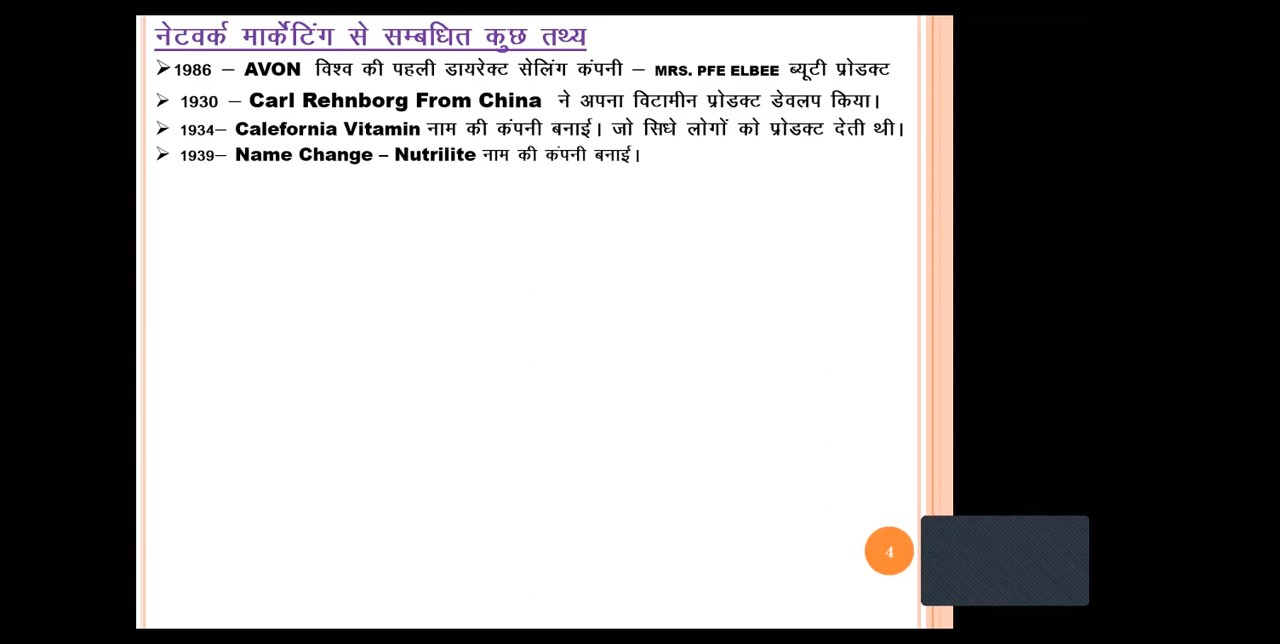 नेटवर्क मार्केटिंग से सम्बधित कुछ तथ्य
➢1986 – AVON विश्व की पहली डायरेक्ट सेलिंग कंपनी – MRS. PFE ELBEE ब्यूटी प्रोडक्ट
➢ 1930 – Carl Rehnborg From China ने अपना विटामीन प्रोडक्ट डेवलप किया।
➢ 1934– Calefornia Vitamin नाम की कंपनी बनाई। जो सिधे लोगों को प्रोडक्ट देती थी।
➢ 1939– Name Change – Nutrilite नाम की कंपनी बनाई।
4